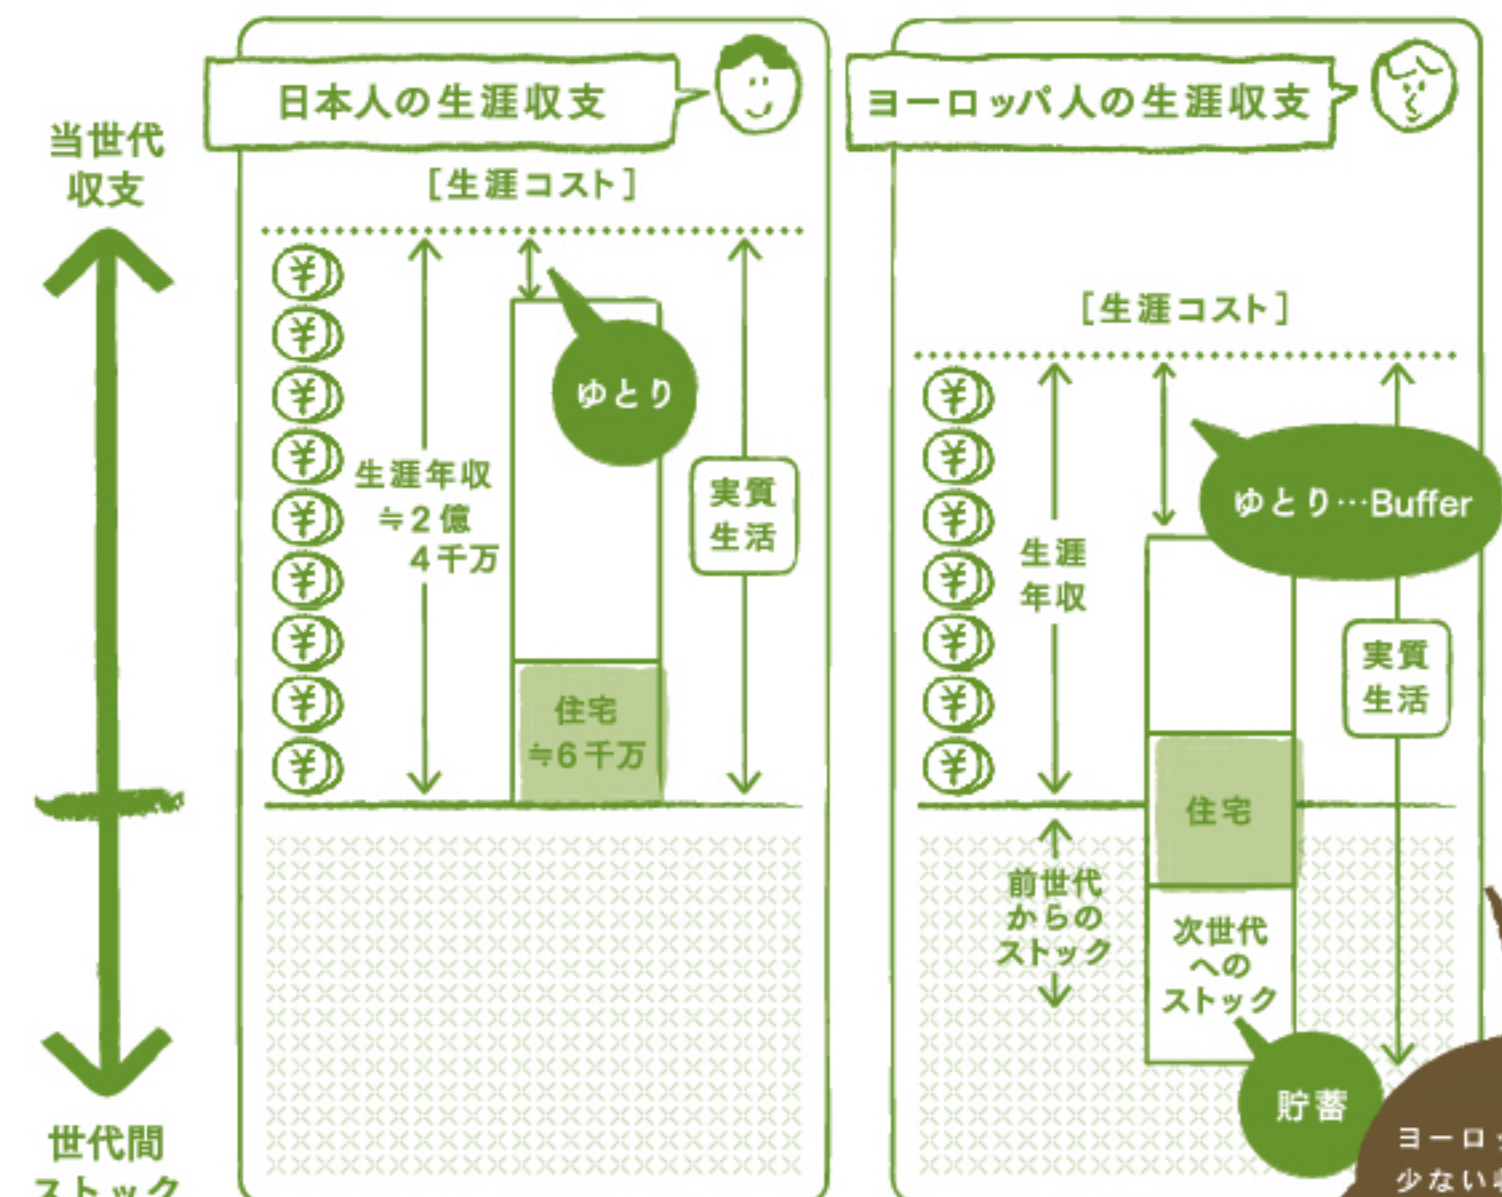 当世代
収支
世代間
ストック
日本人の生涯収支
[生涯コスト]
¥
¥
¥
¥
¥
¥
¥
¥
¥
生涯年収
≒2億
4千万
ゆとり
実質
生活
住宅
≒6千万
ヨーロッパ人の生涯収支
[生涯コスト]
¥
¥
¥
¥
¥
¥
¥
生涯
年収
ゆとり…Buffer
実質
生活
住宅
前世代
からの
ストック
次世代
への
ストック
貯蓄
ヨーロ
少ない